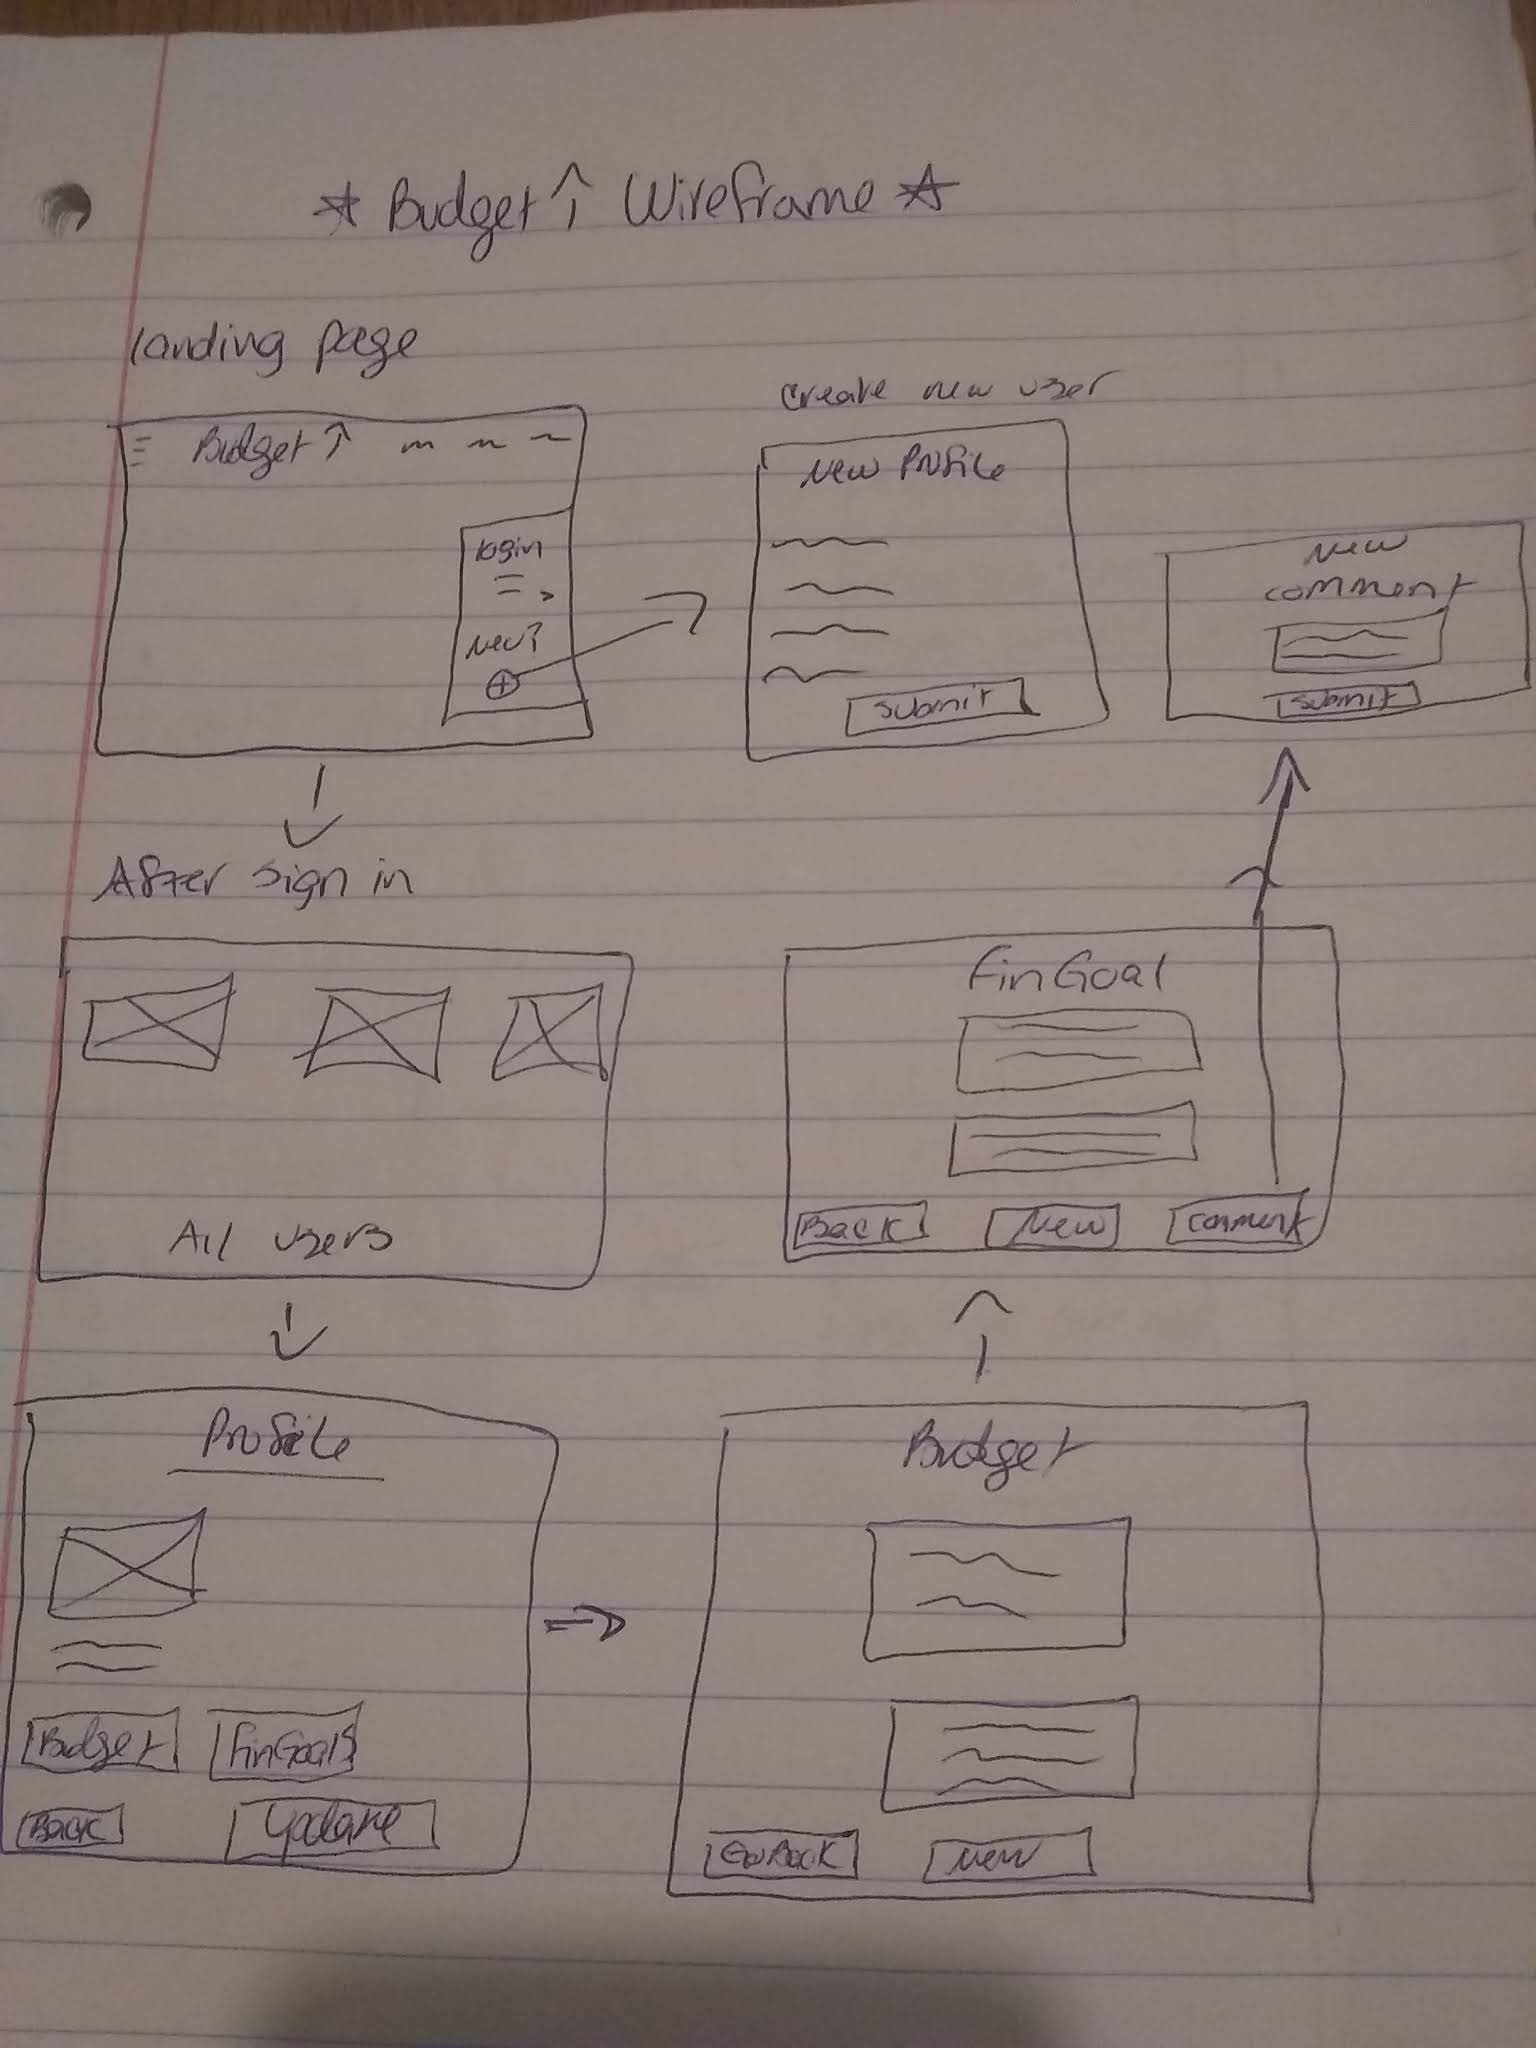 ☆ Budget ↑ Wireframe ☆
landing page
Budget ↑
login
New?
create new user
New Profile
submit
New
comment
submit
After sign in
All users
FinGoal
Back New comment
Profile
Budget FinGoals
Back Update
Budget
Go Back New